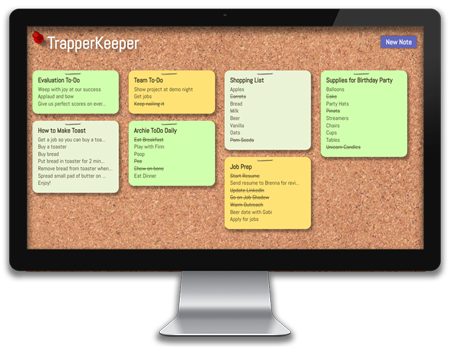 TrapperKeeper
New Note
Evaluation To-Do
Weep with joy at our success
Applaud and bow
Give us perfect scores on ever...
Team To-Do
Show project at demo night
Get jobs
Keep nailing it
Shopping List
Apples
Carrots
Bread
Milk
Beer
Vanilla
Oats
Pom Seeds
Supplies for Birthday Party
Balloons
Cake
Party Hats
Pinata
Streamers
Chairs
Cups
Tables
Unicorn Candles
How to Make Toast
Get a job so you can buy a toa...
Buy a toaster
Buy bread
Put bread in toaster for 2 min...
Remove bread from toaster when...
Spread small pad of butter on ...
Enjoy!
Archie ToDo Daily
Eat Breakfast
Play with Finn
Poop
Pee
Chew on bone
Eat Dinner
Job Prep
Start Resume
Send resume to Brenna for revi...
Update LinkedIn
Go on Job Shadow
Warm Outreach
Beer date with Gabi
Apply for jobs